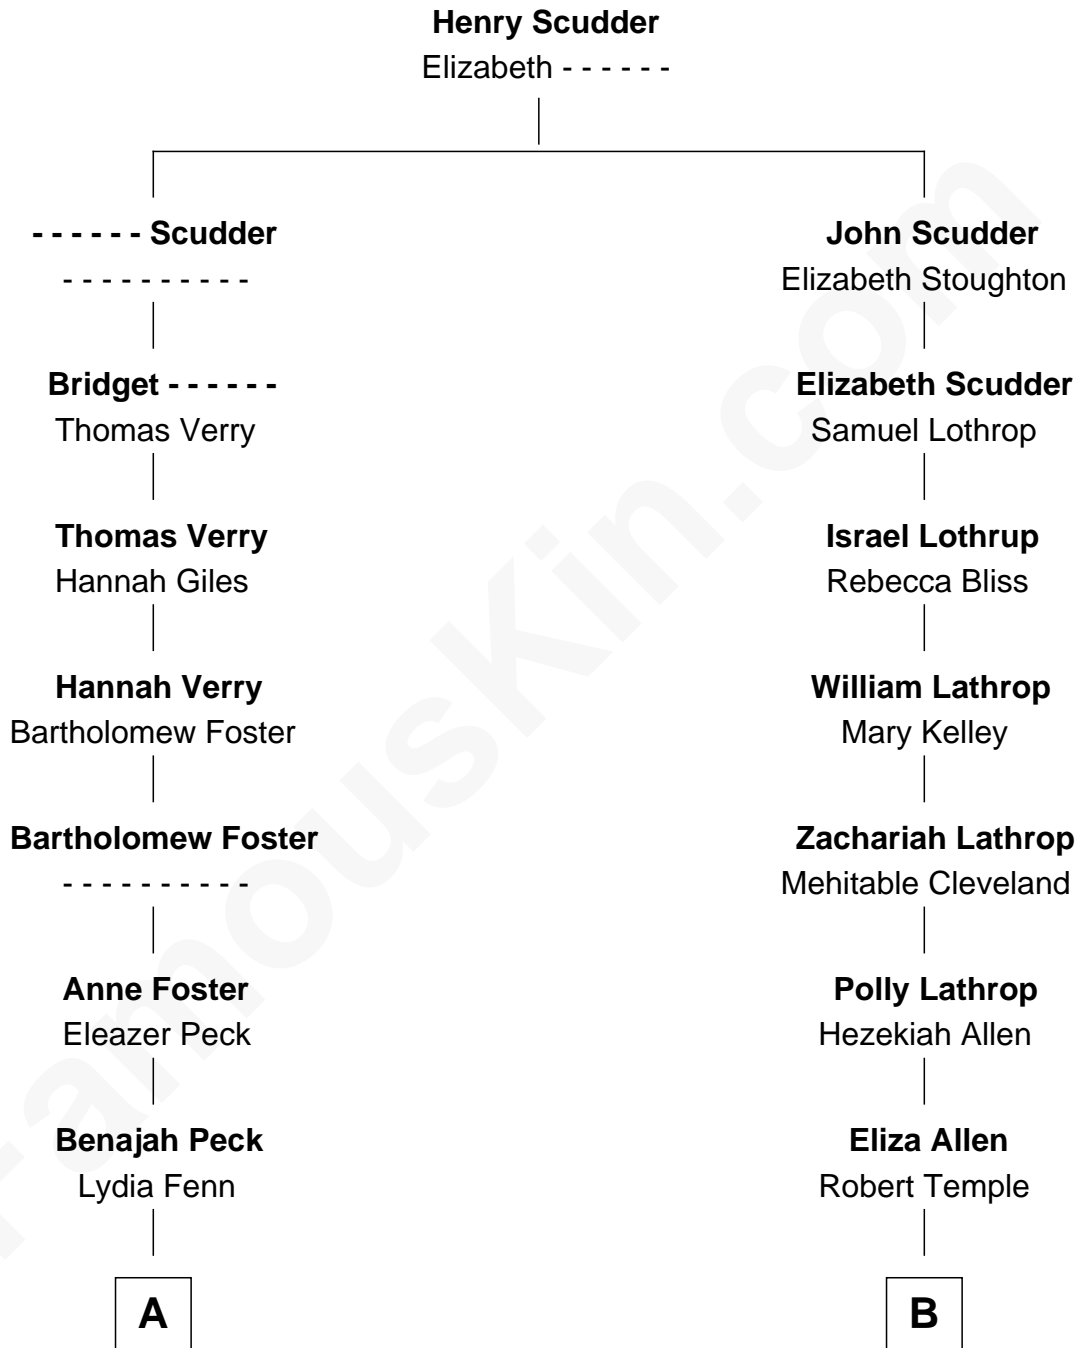 Henry Scudder
Elizabeth - - - - - -
- - - - - - Scudder
- - - - - - - - - -
John Scudder
Elizabeth Stoughton
Bridget - - - - - -
Thomas Verry
Elizabeth Scudder
Samuel Lothrop
Thomas Verry
Hannah Giles
Israel Lothrup
Rebecca Bliss
Hannah Verry
Bartholomew Foster
William Lathrop
Mary Kelley
Bartholomew Foster
- - - - - - - - - -
Zachariah Lathrop
Mehitable Cleveland
Anne Foster
Eleazer Peck
Polly Lathrop
Hezekiah Allen
Benajah Peck
Lydia Fenn
Eliza Allen
Robert Temple
A
B
FamousKin.com